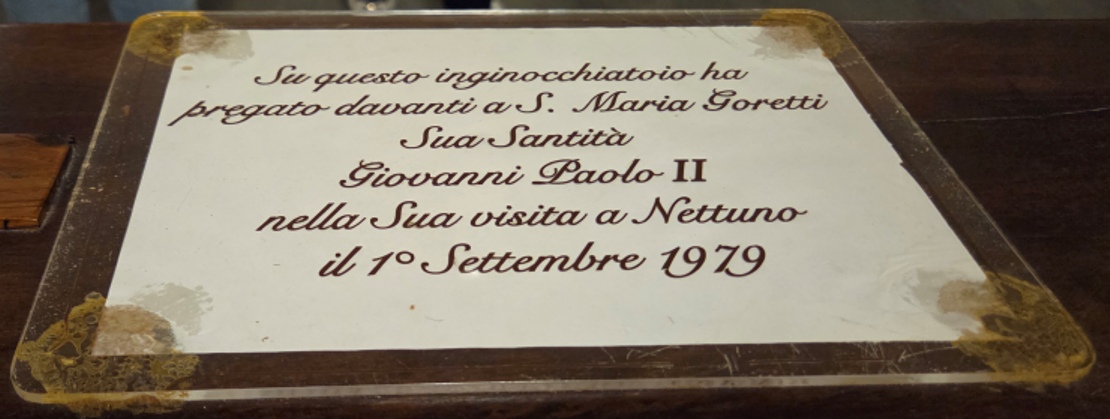 Su questo inginocchiatoio ha
pregato davanti a S. Maria Goretti
Sua Santità
Giovanni Paolo II
nella Sua visita a Nettuno
il 1º Settembre 1979